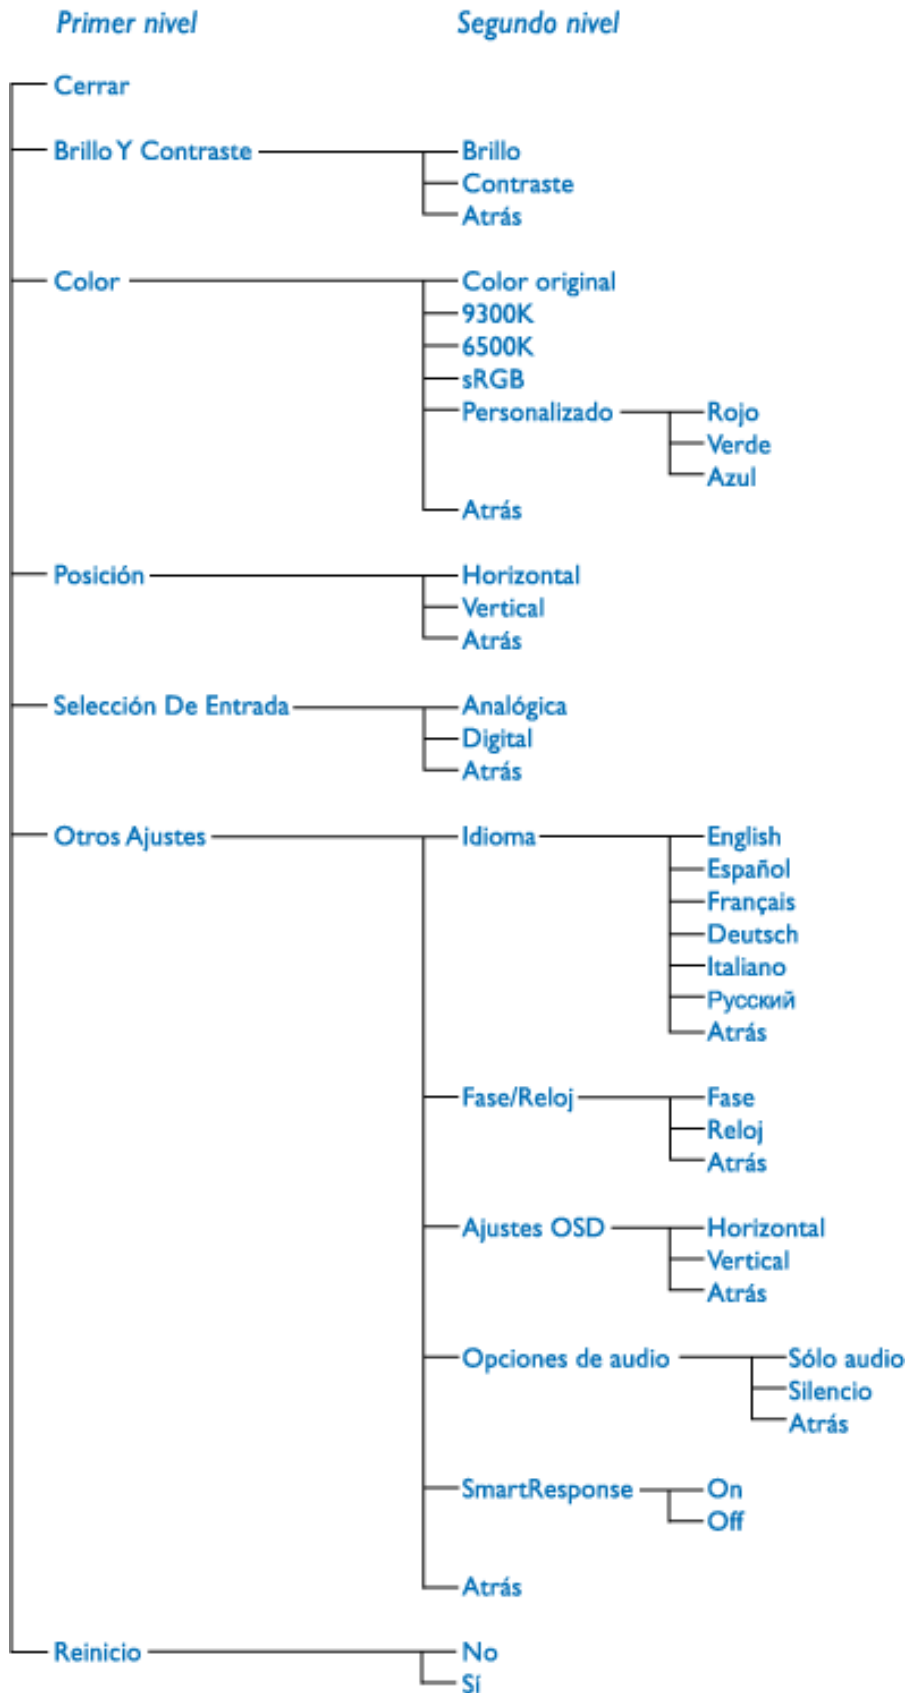 Primer nivel Segundo nivel
Cerrar
Brillo Y Contraste Brillo
Contraste
Atrás
Color Color original
9300K
6500K
sRGB
Personalizado Rojo
Verde
Azul
Atrás
Posición Horizontal
Vertical
Atrás
Selección De Entrada Analógica
Digital
Atrás
Otros Ajustes Idioma English
Español
Français
Deutsch
Italiano
Русский
Atrás
Fase/Reloj Fase
Reloj
Atrás
Ajustes OSD Horizontal
Vertical
Atrás
Opciones de audio Sólo audio
Silencio
Atrás
SmartResponse On
Off
Atrás
Reinicio No
Sí